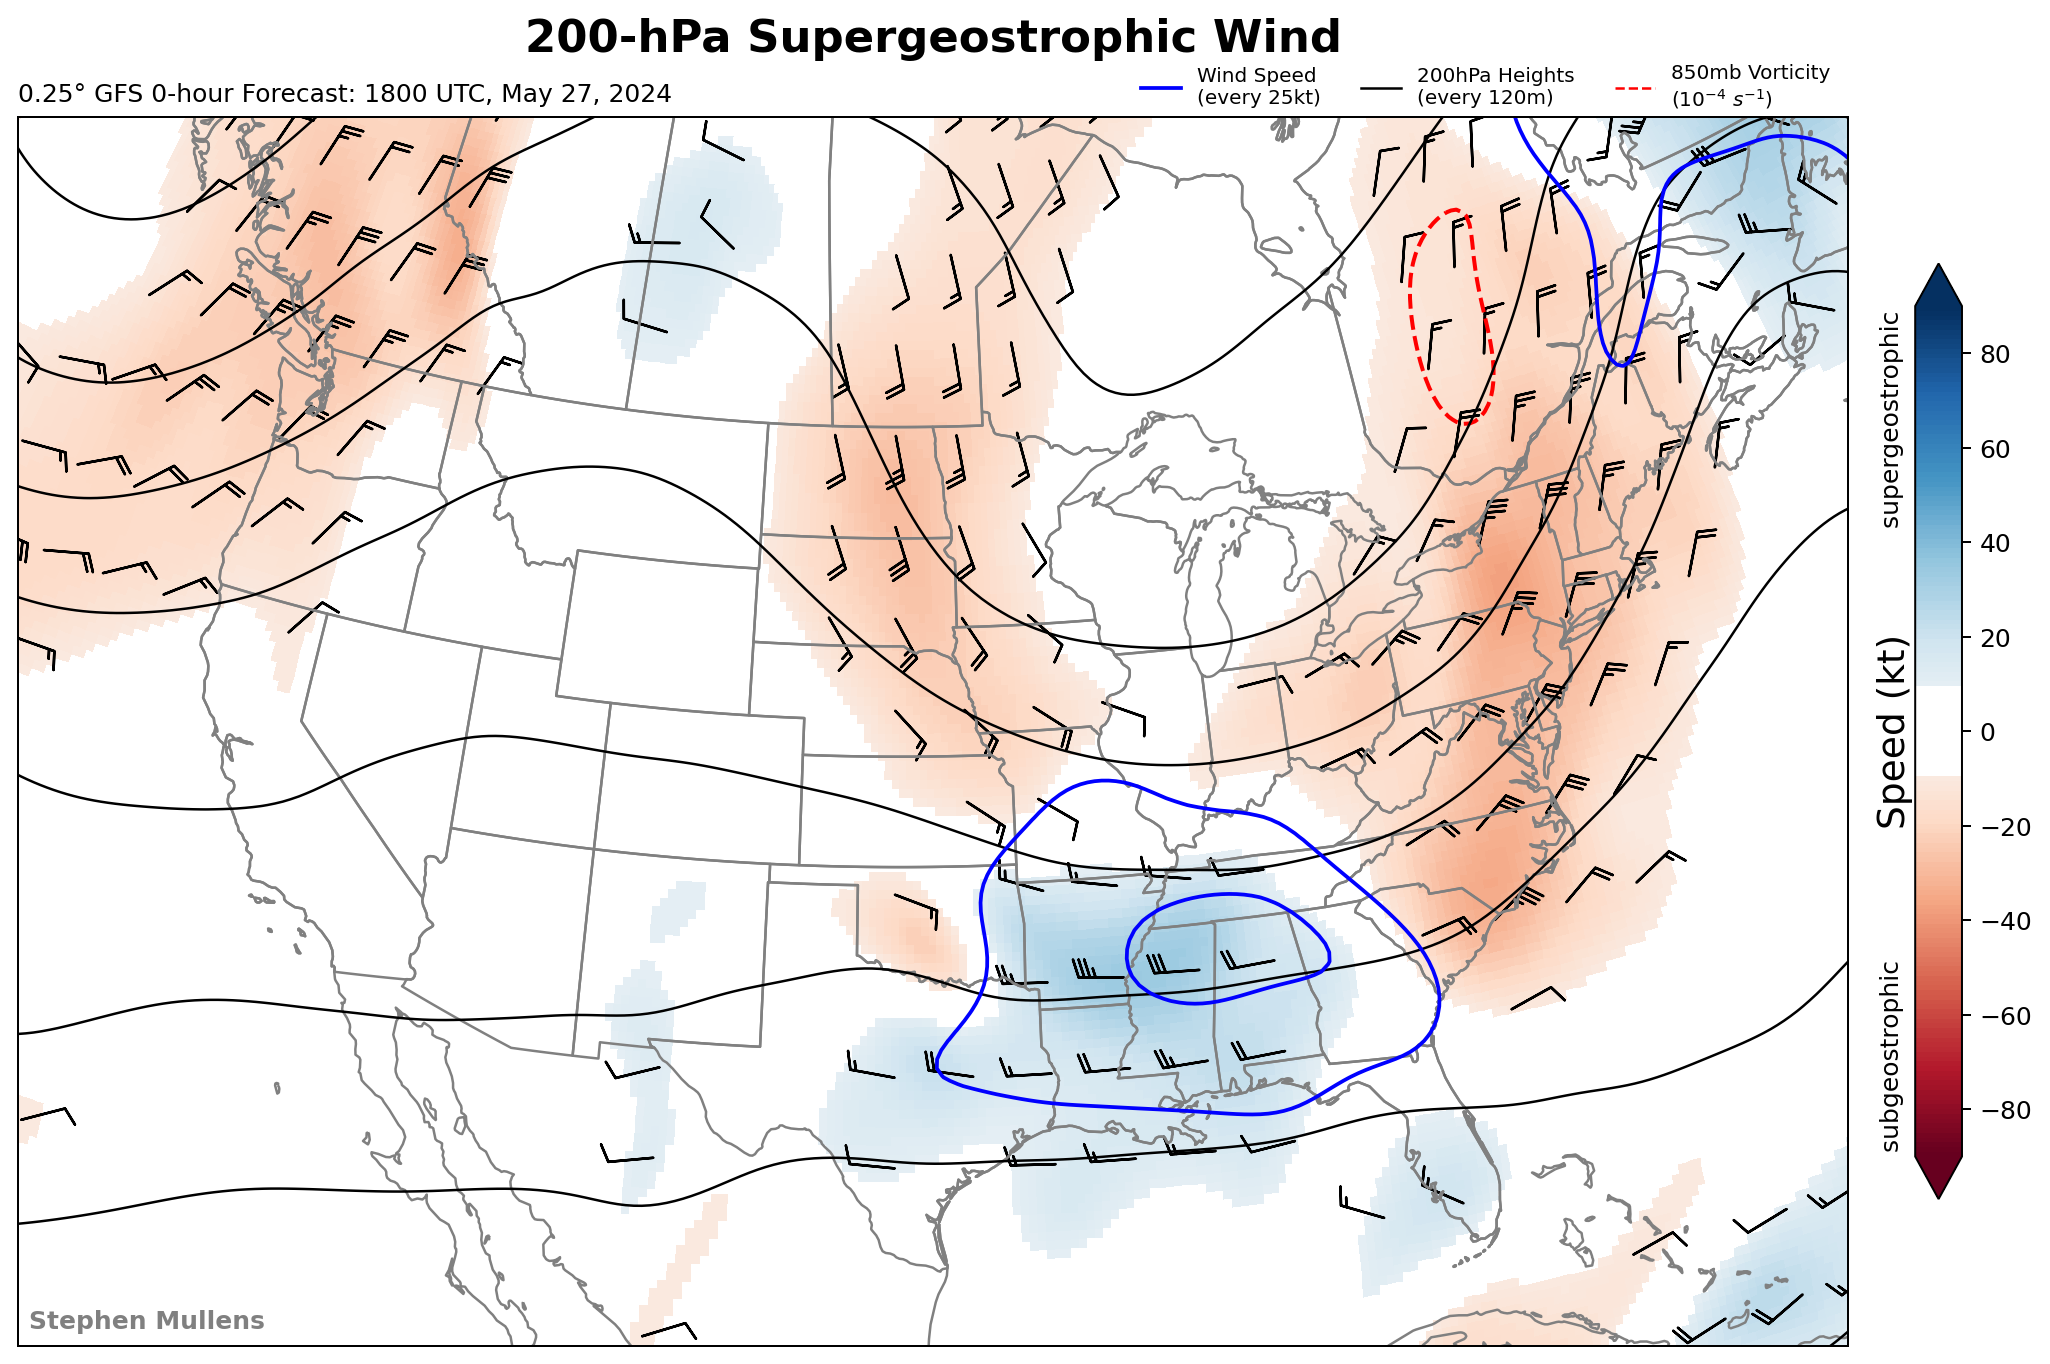 200-hPa Supergeostrophic Wind
0.25° GFS 0-hour Forecast: 1800 UTC, May 27, 2024
Wind Speed
(every 25kt)
200hPa Heights
(every 120m)
850mb Vorticity
(10⁻⁴ s⁻¹)
supergeostrophic
Speed (kt)
subgeostrophic
80
60
40
20
0
−20
−40
−60
−80
Stephen Mullens